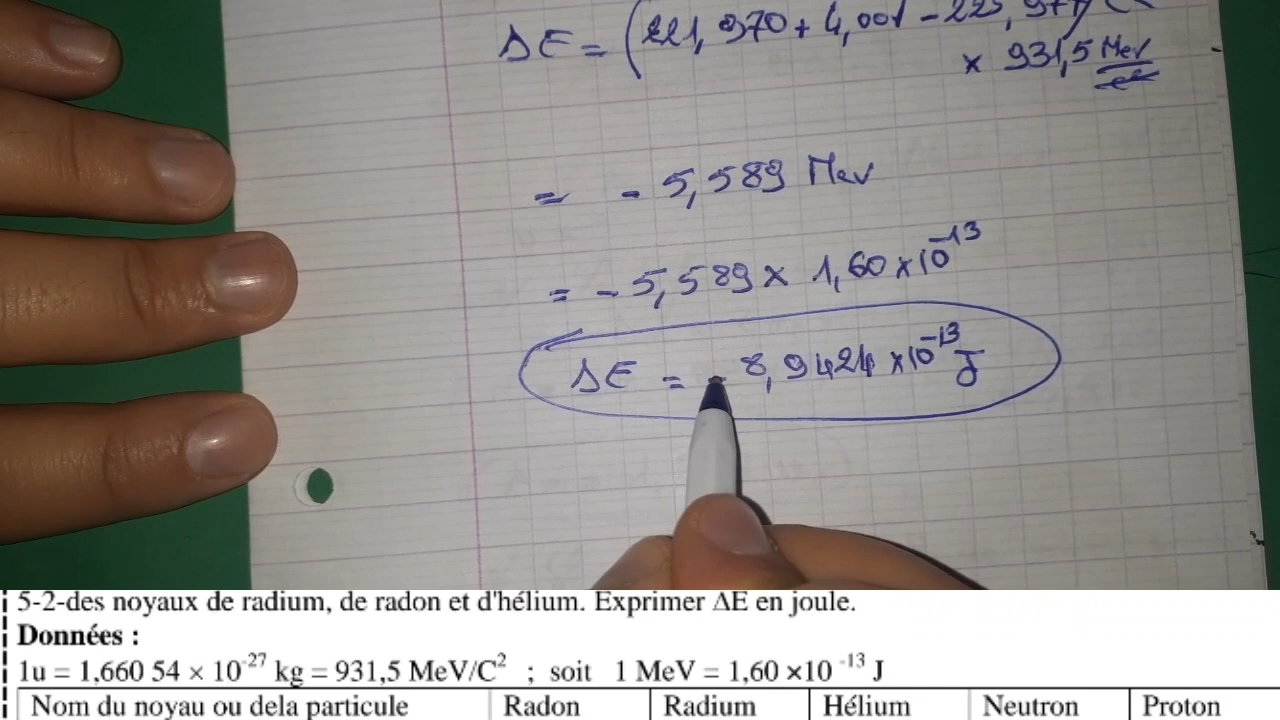 ΔE = (221,970 + 4,001 - 225,977)
× 931,5 Mev
= - 5,589 Mev
= - 5,589 × 1,60 × 10^-13
ΔE = - 8,9424 × 10^-13 J
5-2-des noyaux de radium, de radon et d'hélium. Exprimer ΔE en joule.
Données :
1u = 1,660 54 × 10^-27 kg = 931,5 MeV/C² ; soit 1 MeV = 1,60 ×10^-13 J
Nom du noyau ou dela particule Radon Radium Hélium Neutron Proton